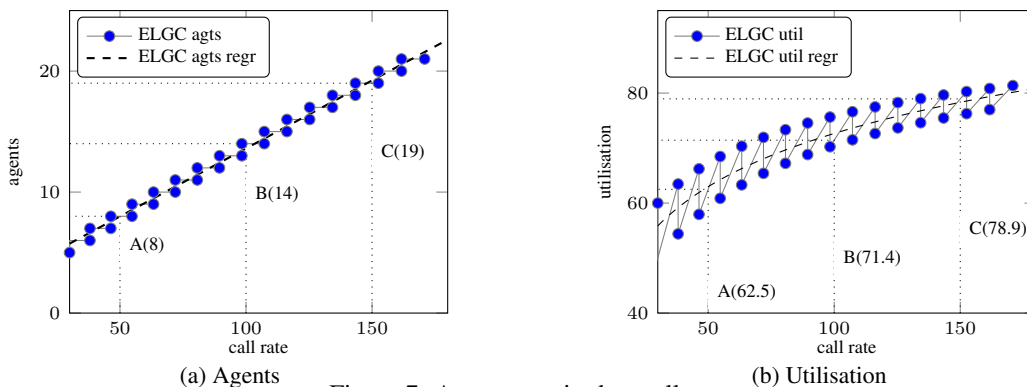 ELGC agts
ELGC agts regr
20
10
0
agents
A(8)
B(14)
C(19)
50
100
150
call rate
(a) Agents
ELGC util
ELGC util regr
80
60
40
utilisation
A(62.5)
B(71.4)
C(78.9)
50
100
150
call rate
(b) Utilisation